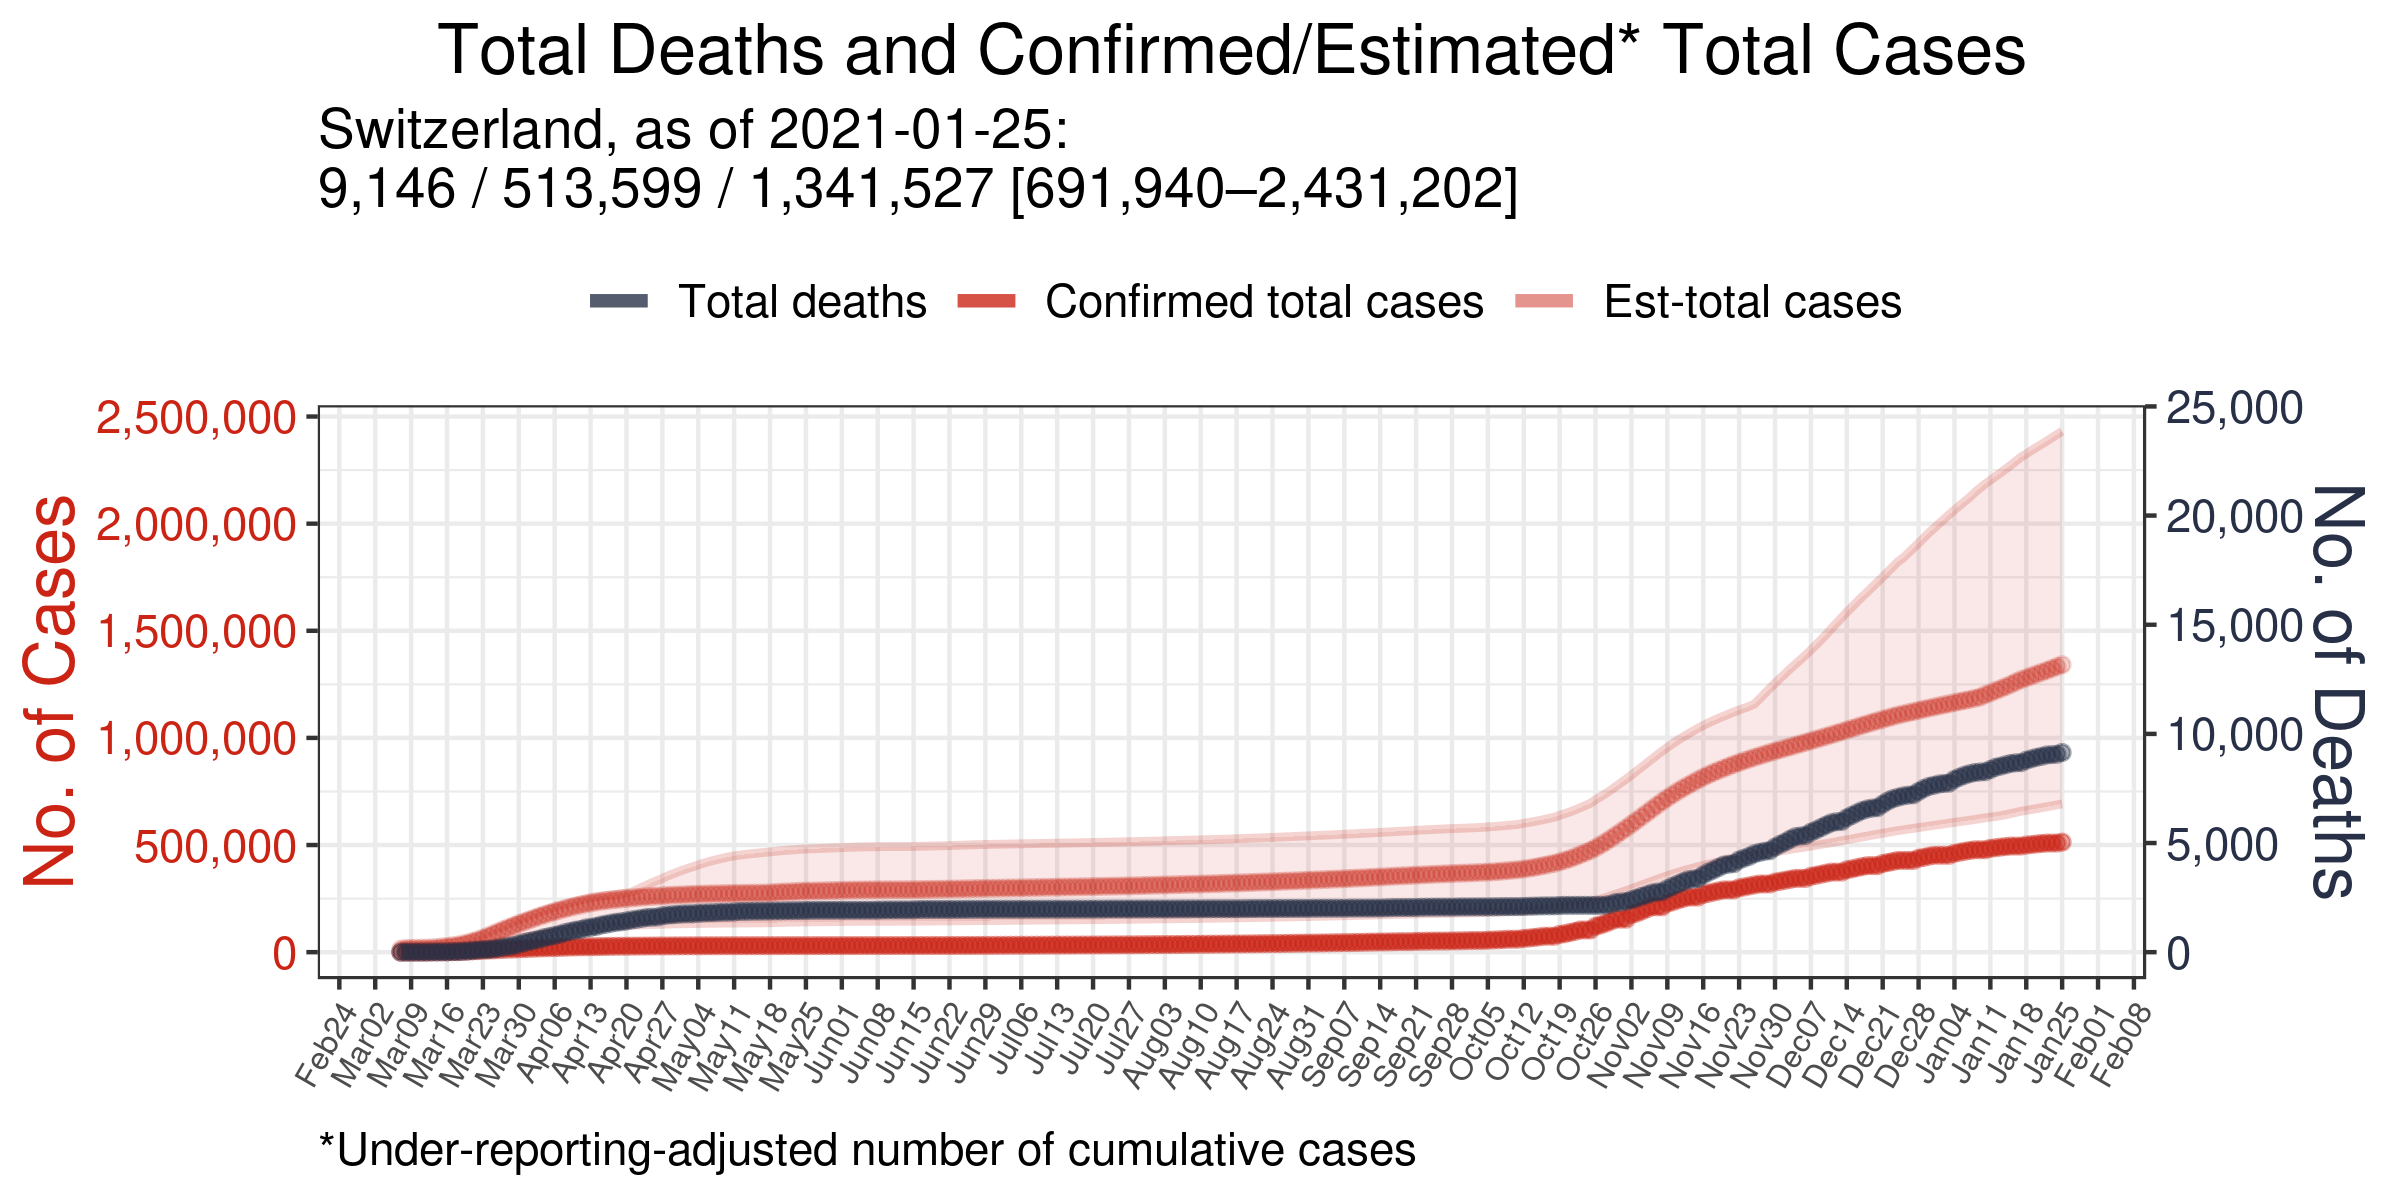 Total Deaths and Confirmed/Estimated* Total Cases
Switzerland, as of 2021-01-25:
9,146 / 513,599 / 1,341,527 [691,940–2,431,202]
Total deaths
Confirmed total cases
Est-total cases
No. of Cases
2,500,000
2,000,000
1,500,000
1,000,000
500,000
0
25,000
20,000
15,000
10,000
5,000
0
No. of Deaths
Feb24
Mar02
Mar09
Mar16
Mar23
Mar30
Apr06
Apr13
Apr20
Apr27
May04
May11
May18
May25
Jun01
Jun08
Jun15
Jun22
Jun29
Jul06
Jul13
Jul20
Jul27
Aug03
Aug10
Aug17
Aug24
Aug31
Sep07
Sep14
Sep21
Sep28
Oct05
Oct12
Oct19
Oct26
Nov02
Nov09
Nov16
Nov23
Nov30
Dec07
Dec14
Dec21
Dec28
Jan04
Jan11
Jan18
Jan25
Feb01
Feb08
*Under-reporting-adjusted number of cumulative cases